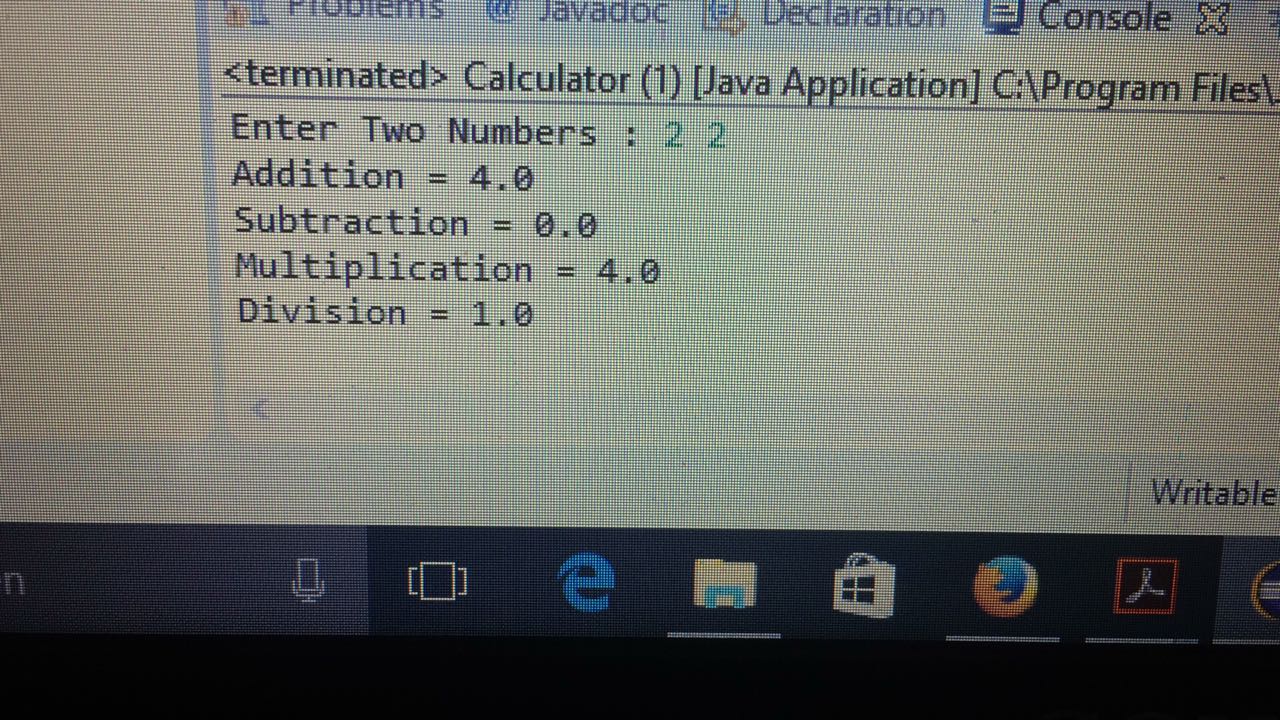 Problems @ Javadoc Declaration Console
<terminated> Calculator (1) [Java Application] C:\Program Files\
Enter Two Numbers : 2 2
Addition = 4.0
Subtraction = 0.0
Multiplication = 4.0
Division = 1.0
Writable
n